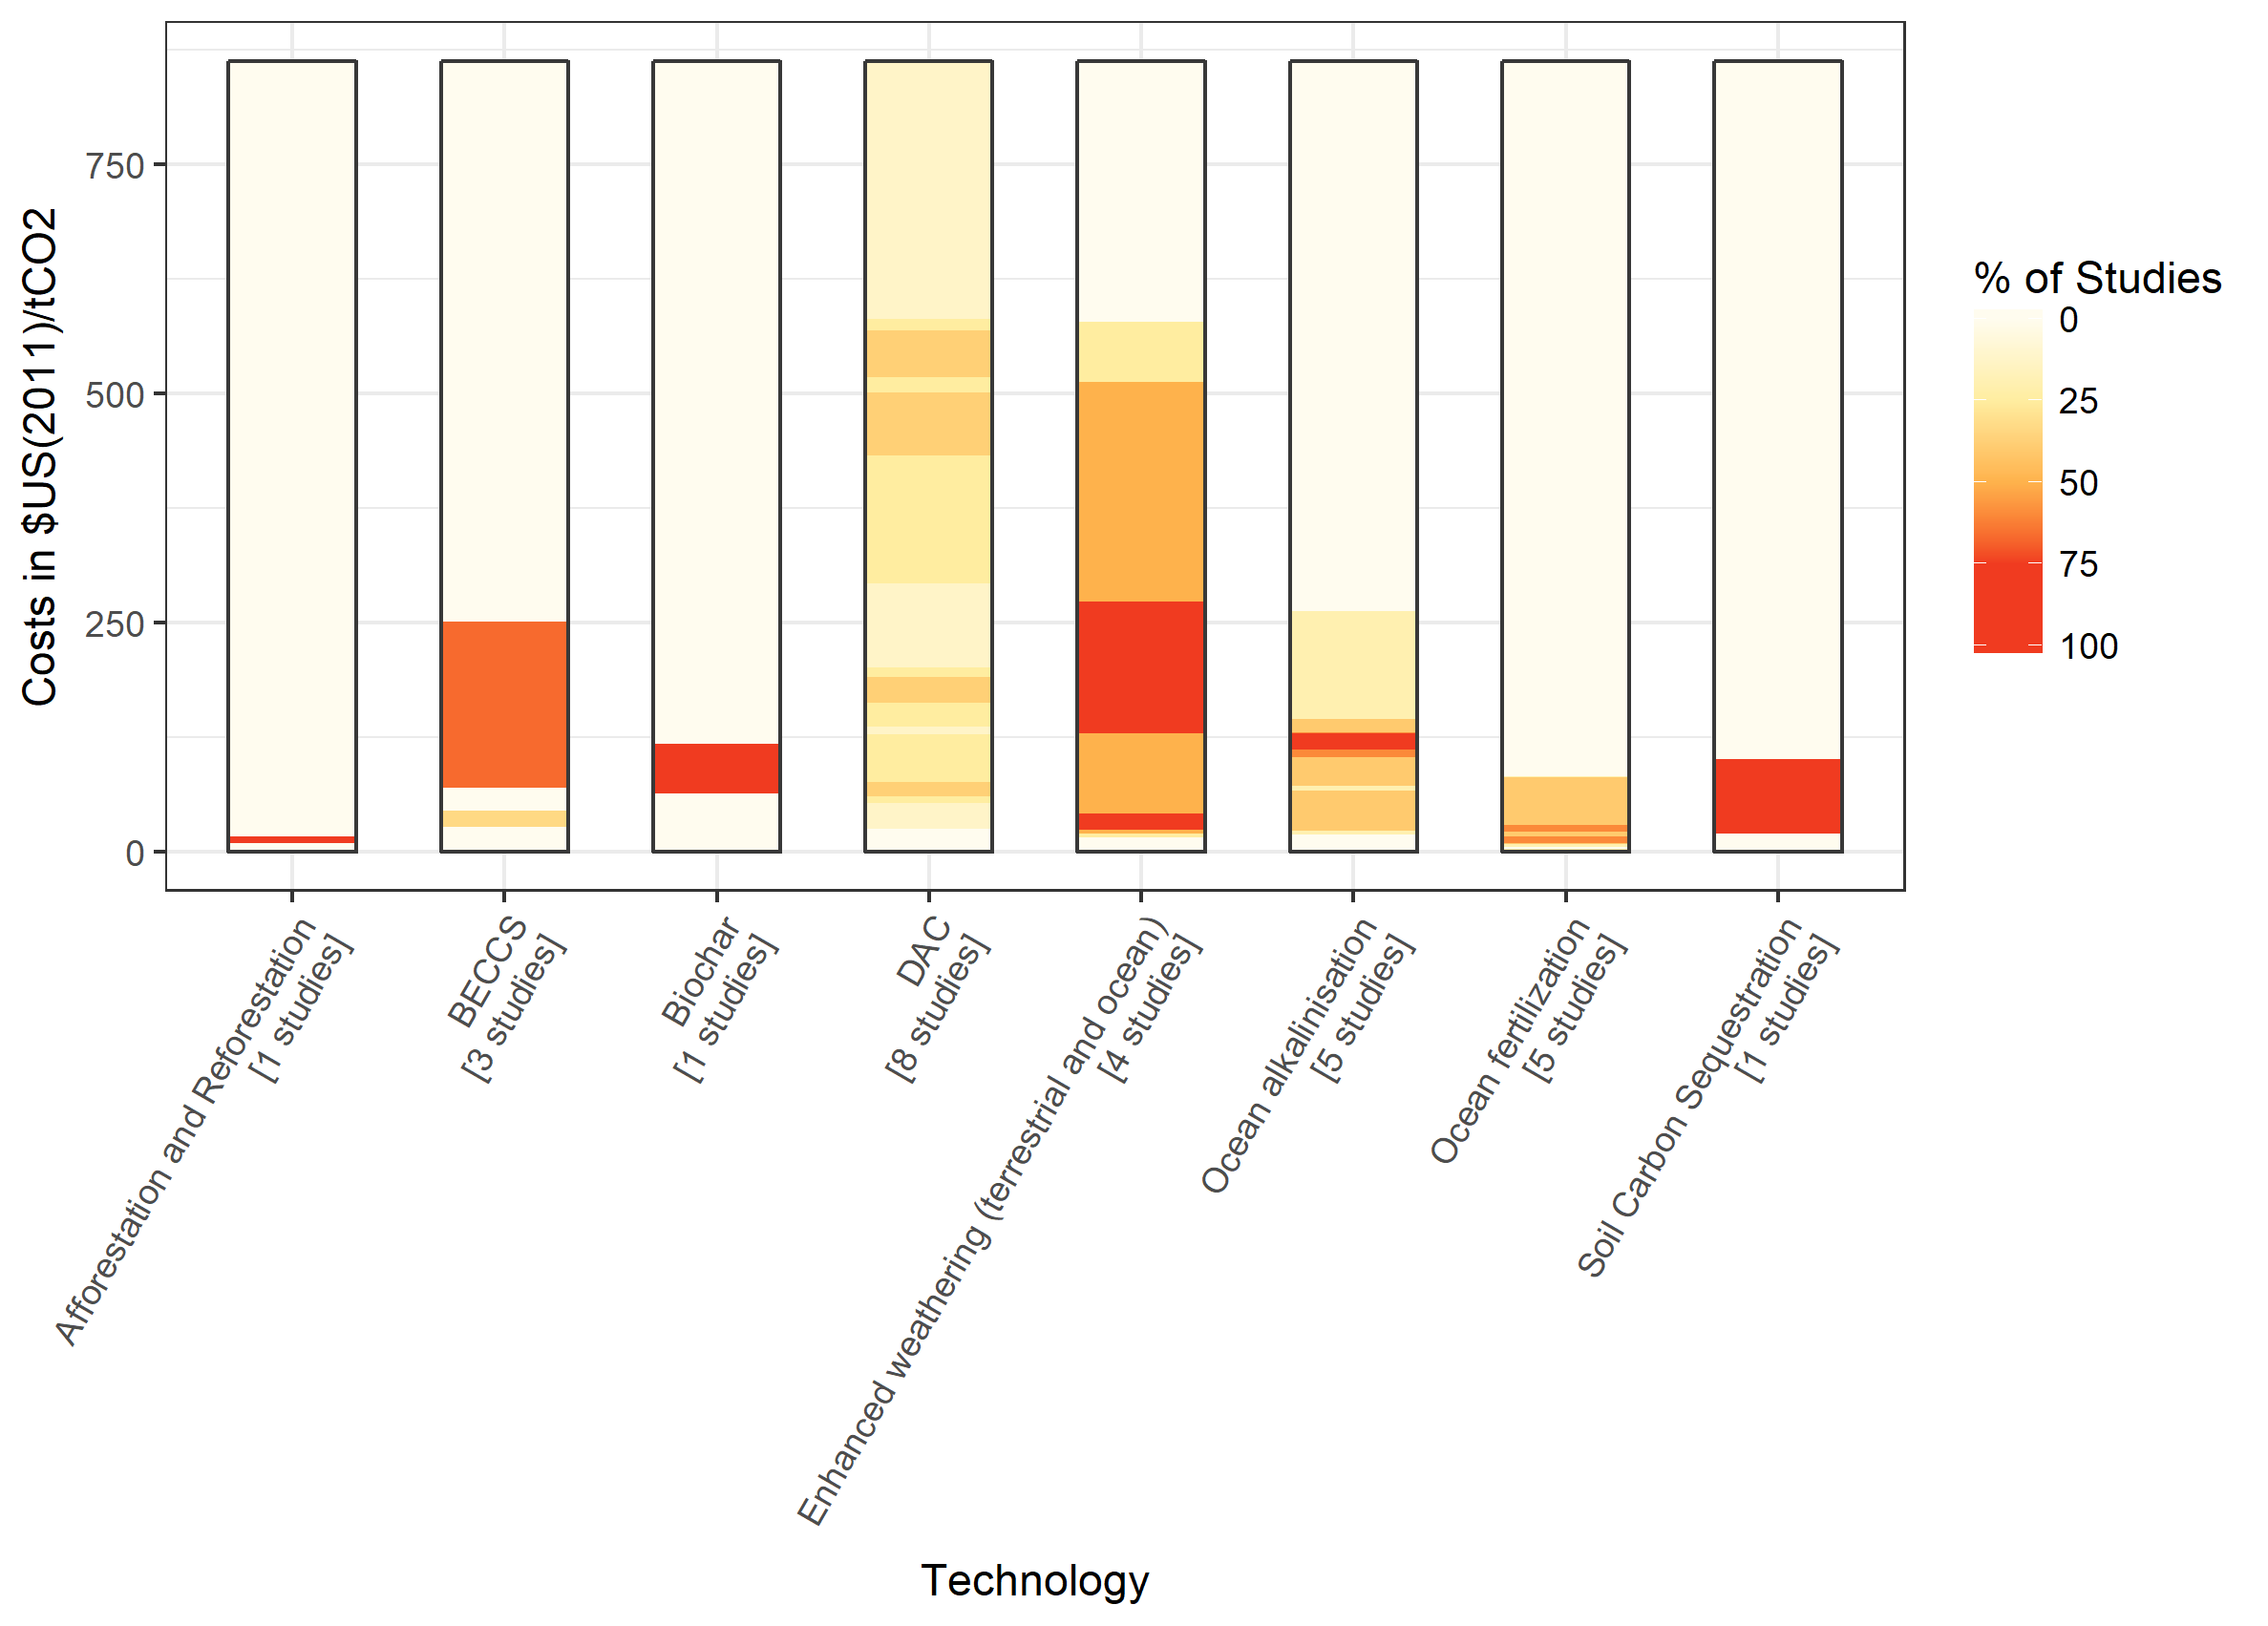 Costs in $US(2011)/tCO2
750
500
250
0
Afforestation and Reforestation
[1 studies]
BECCS
[3 studies]
Biochar
[1 studies]
DAC
[8 studies]
Enhanced weathering (terrestrial and ocean)
[4 studies]
Ocean alkalinisation
[5 studies]
Ocean fertilization
[5 studies]
Soil Carbon Sequestration
[1 studies]
Technology
% of Studies
0
25
50
75
100